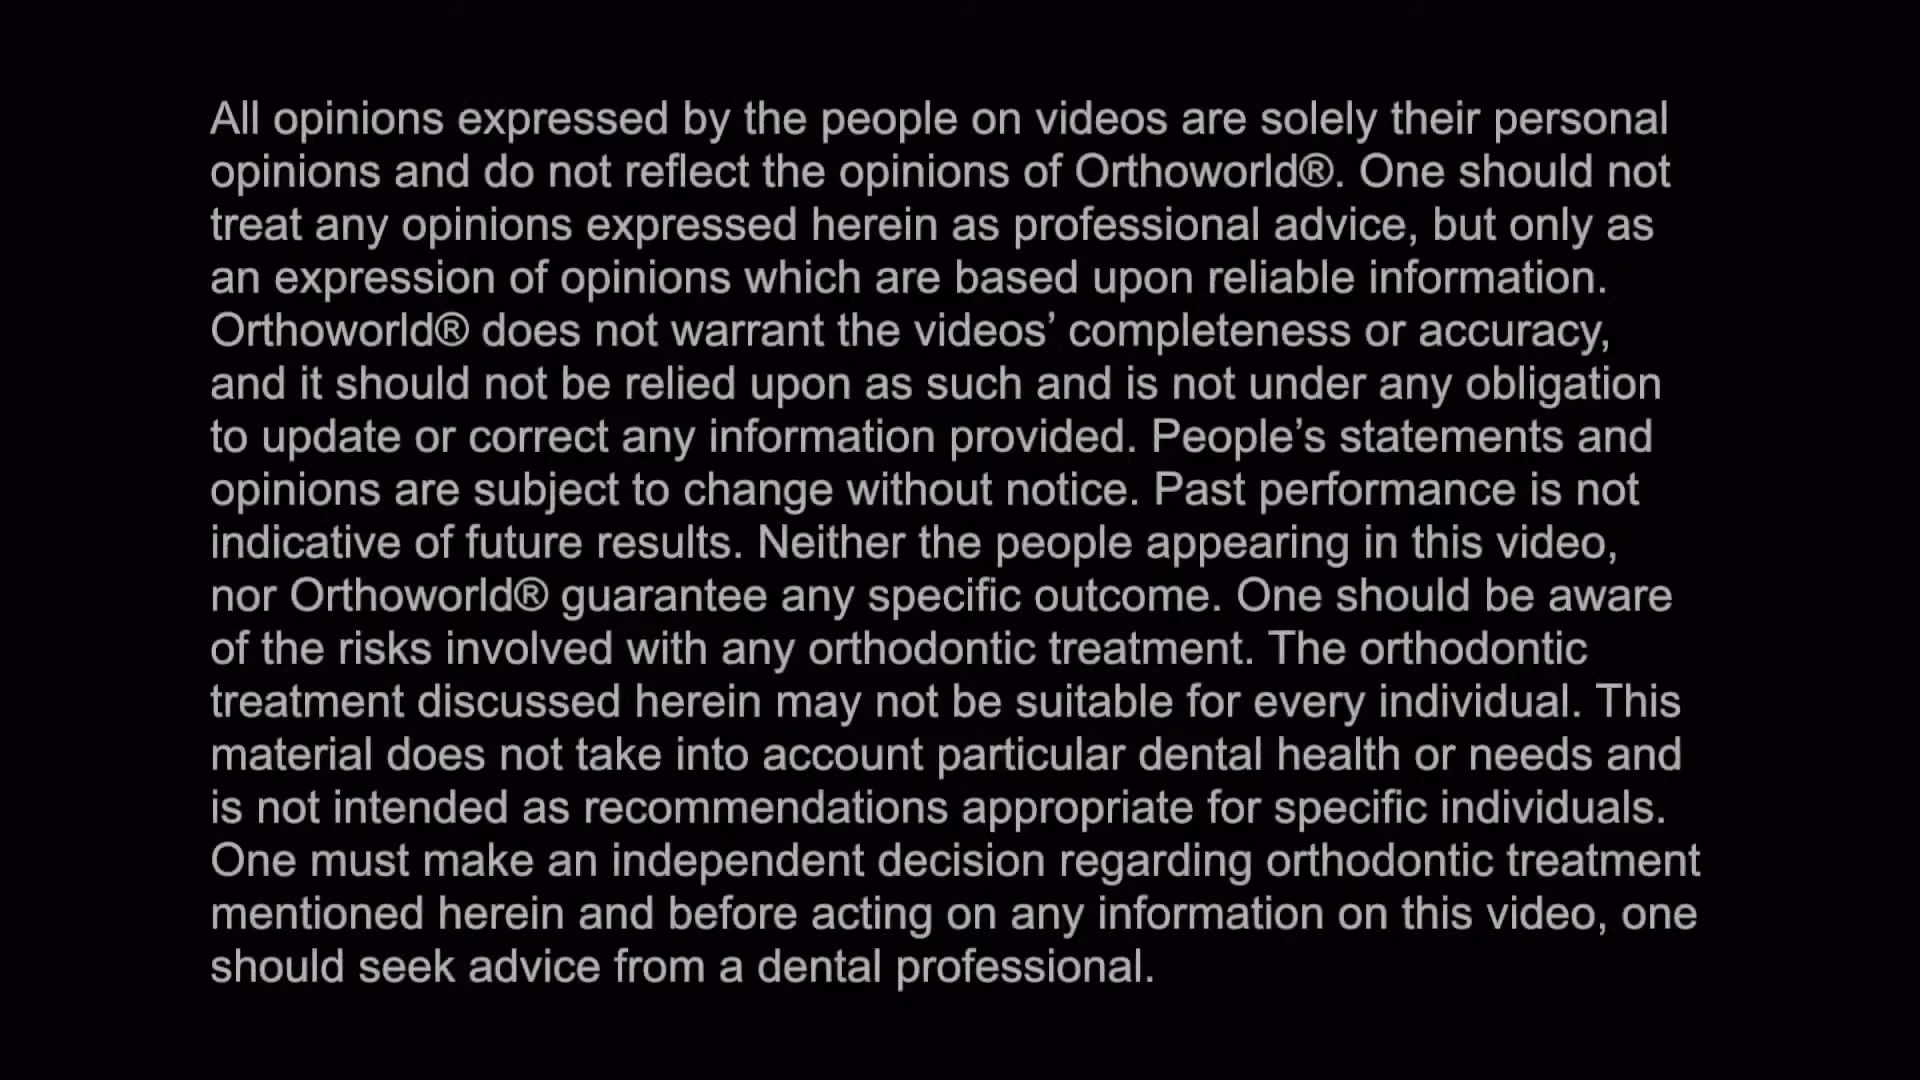 All opinions expressed by the people on videos are solely their personal
opinions and do not reflect the opinions of Orthoworld®. One should not
treat any opinions expressed herein as professional advice, but only as
an expression of opinions which are based upon reliable information.
Orthoworld® does not warrant the videos’ completeness or accuracy,
and it should not be relied upon as such and is not under any obligation
to update or correct any information provided. People’s statements and
opinions are subject to change without notice. Past performance is not
indicative of future results. Neither the people appearing in this video,
nor Orthoworld® guarantee any specific outcome. One should be aware
of the risks involved with any orthodontic treatment. The orthodontic
treatment discussed herein may not be suitable for every individual. This
material does not take into account particular dental health or needs and
is not intended as recommendations appropriate for specific individuals.
One must make an independent decision regarding orthodontic treatment
mentioned herein and before acting on any information on this video, one
should seek advice from a dental professional.